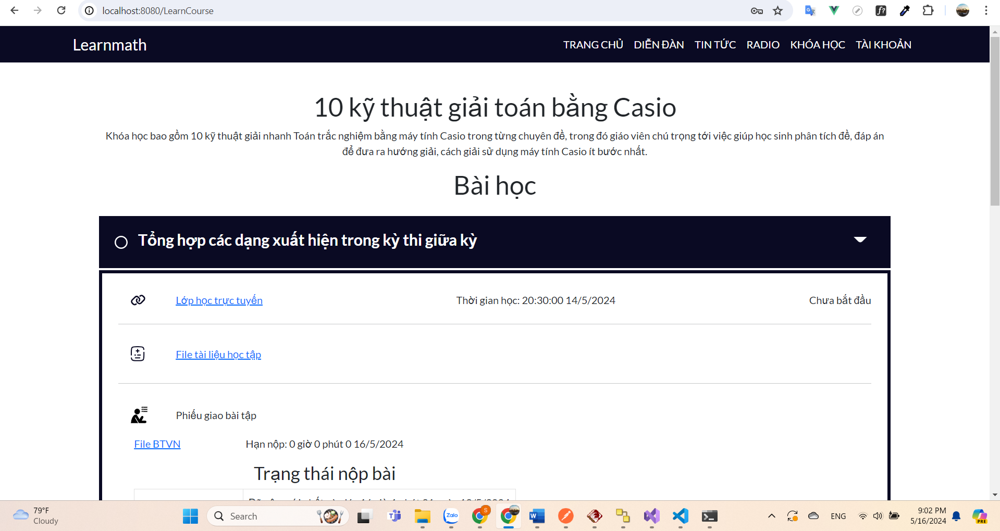 localhost:8080/LearnCourse
Learnmath
TRANG CHỦ DIỄN ĐÀN TIN TỨC RADIO KHÓA HỌC TÀI KHOẢN
10 kỹ thuật giải toán bằng Casio
Khóa học bao gồm 10 kỹ thuật giải nhanh Toán trắc nghiệm bằng máy tính Casio trong từng chuyên đề, trong đó giáo viên chú trọng tới việc giúp học sinh phân tích đề, đáp án
để đưa ra hướng giải, cách giải sử dụng máy tính Casio ít bước nhất.
Bài học
Tổng hợp các dạng xuất hiện trong kỳ thi giữa kỳ
Lớp học trực tuyến Thời gian học: 20:30:00 14/5/2024 Chưa bắt đầu
File tài liệu học tập
Phiếu giao bài tập
File BTVN Hạn nộp: 0 giờ 0 phút 0 16/5/2024
Trạng thái nộp bài
79°F
Cloudy
Search
Zalo
S
ENG
9:02 PM
5/16/2024
PRE